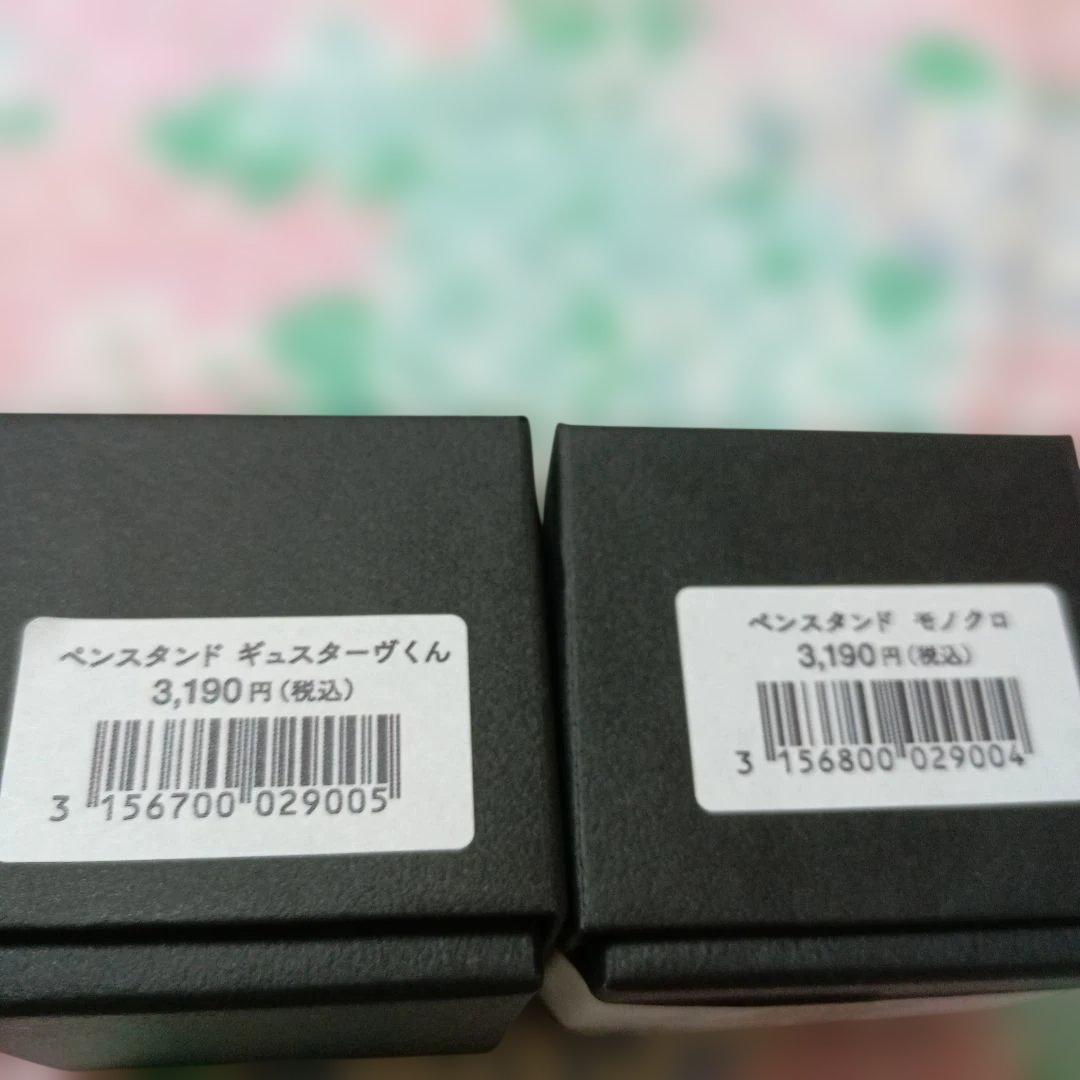 ペンスタンド ギュスターヴくん
3,190円(税込)
3 156700 029005
ペンスタンド モノクロ
3,190円(税込)
3 156800 029004